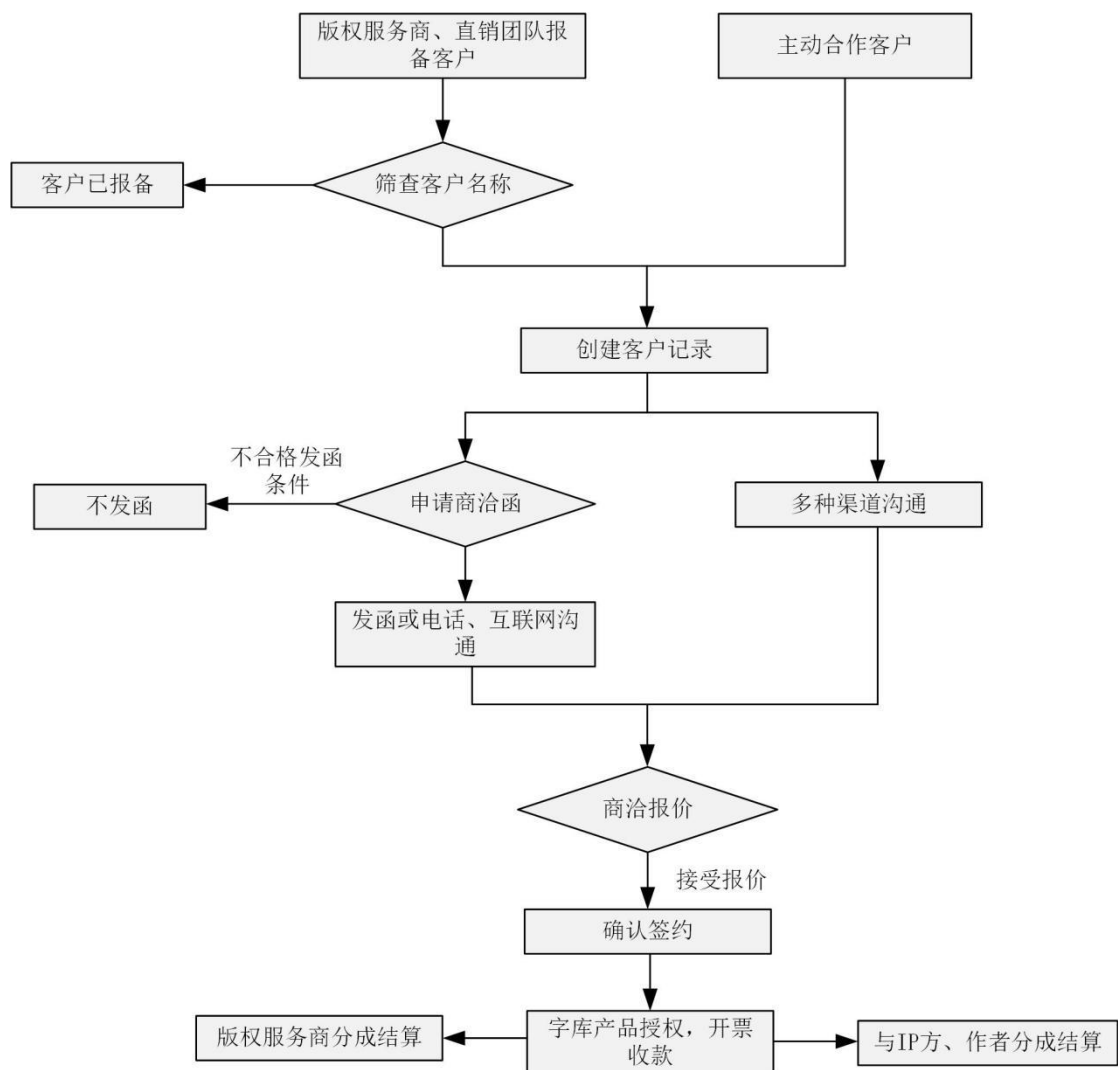 版权服务商、直销团队报
备客户
主动合作客户
客户已报备
筛查客户名称
创建客户记录
不合格发函
条件
不发函
申请商洽函
多种渠道沟通
发函或电话、互联网沟
通
商洽报价
接受报价
确认签约
版权服务商分成结算
字库产品授权，开票
收款
与IP方、作者分成结算